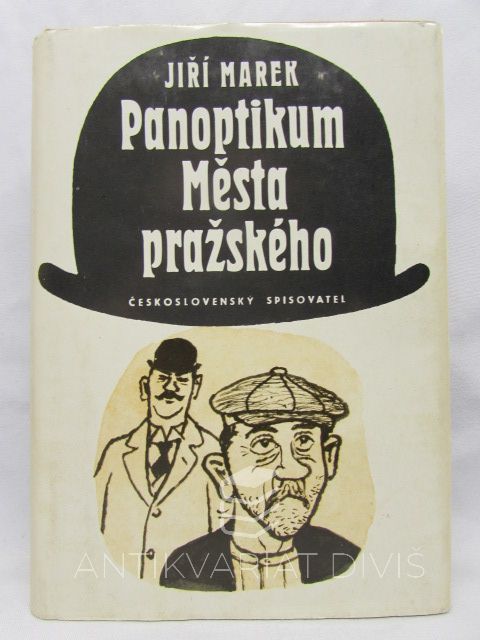 JIŘÍ MAREK
Panoptikum
Města
pražského
ČESKOSLOVENSKÝ SPISOVATEL
ANTIKVARIÁT DIVIŠ